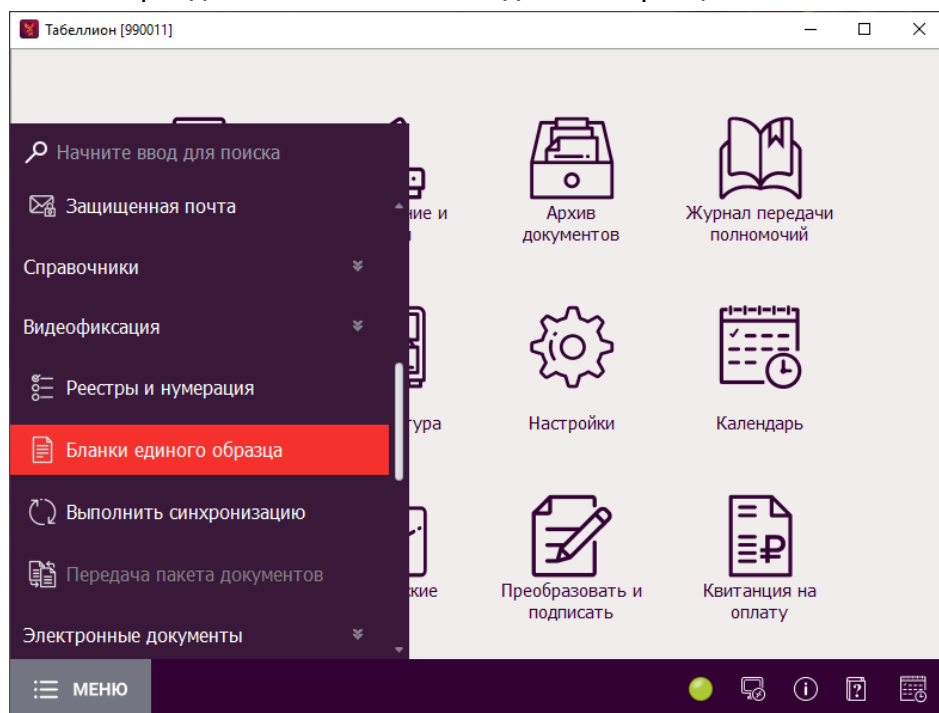 Табеллион [990011]
Начните ввод для поиска
Защищенная почта
Справочники
Видеофиксация
Реестры и нумерация
Бланки единого образца
Выполнить синхронизацию
Передача пакета документов
Электронные документы
МЕНЮ
Архив
документов
Журнал передачи
полномочий
Настройки
Календарь
Преобразовать и
подписать
Квитанция на
оплату